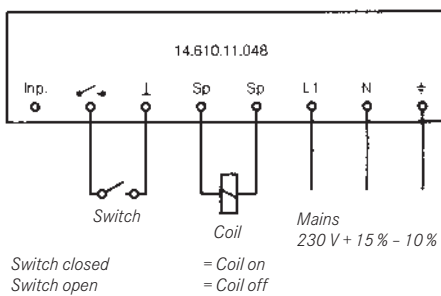 14.610.11.048
Inp. ⊥ Sp Sp L1 N
Switch
Coil
Mains
230 V + 15 % – 10 %
Switch closed = Coil on
Switch open = Coil off